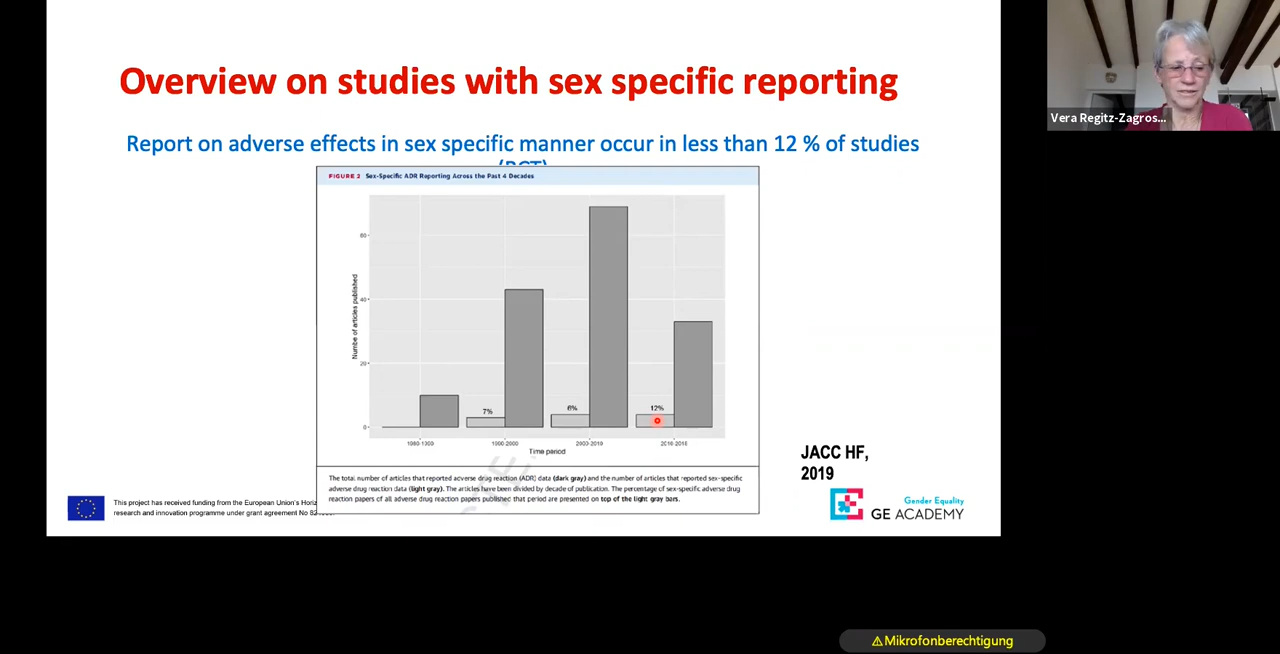 Overview on studies with sex specific reporting
Report on adverse effects in sex specific manner occur in less than 12 % of studies
FIGURE 2 Sex-Specific ADR Reporting Across the Past 4 Decades
60
40
20
0
Numbe of articles published
7%
6%
12%
1980-1990
1990-2000
2000-2010
2010-2018
Time period
The total number of articles that reported adverse drug reaction (ADR) data (dark gray) and the number of articles that reported sex-specific
adverse drug reaction data (light gray). The articles have been divided by decade of publication. The percentage of sex-specific adverse drug
reaction papers of all adverse drug reaction papers published that period are presented on top of the light gray bars.
JACC HF,
2019
This project has received funding from the European Union's
research and innovation programme under grant agreement No
Gender Equality
GE ACADEMY
Vera Regitz-Zagros...
⚠Mikrofonberechtigung